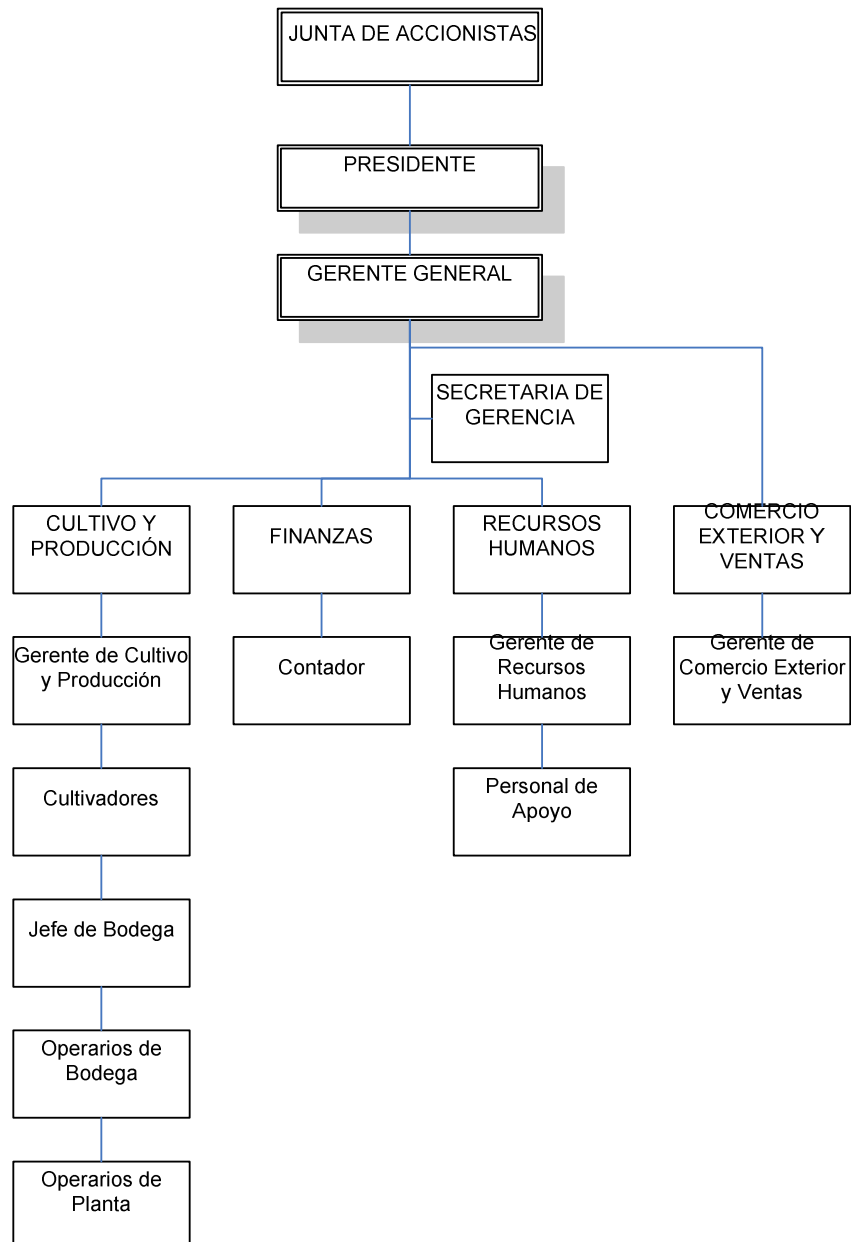 JUNTA DE ACCIONISTAS
PRESIDENTE
GERENTE GENERAL
SECRETARIA DE
GERENCIA
CULTIVO Y
PRODUCCIÓN
FINANZAS
RECURSOS
HUMANOS
COMERCIO
EXTERIOR Y
VENTAS
Gerente de Cultivo
y Producción
Contador
Gerente de
Recursos
Humanos
Gerente de
Comercio Exterior
y Ventas
Cultivadores
Personal de
Apoyo
Jefe de Bodega
Operarios de
Bodega
Operarios de
Planta